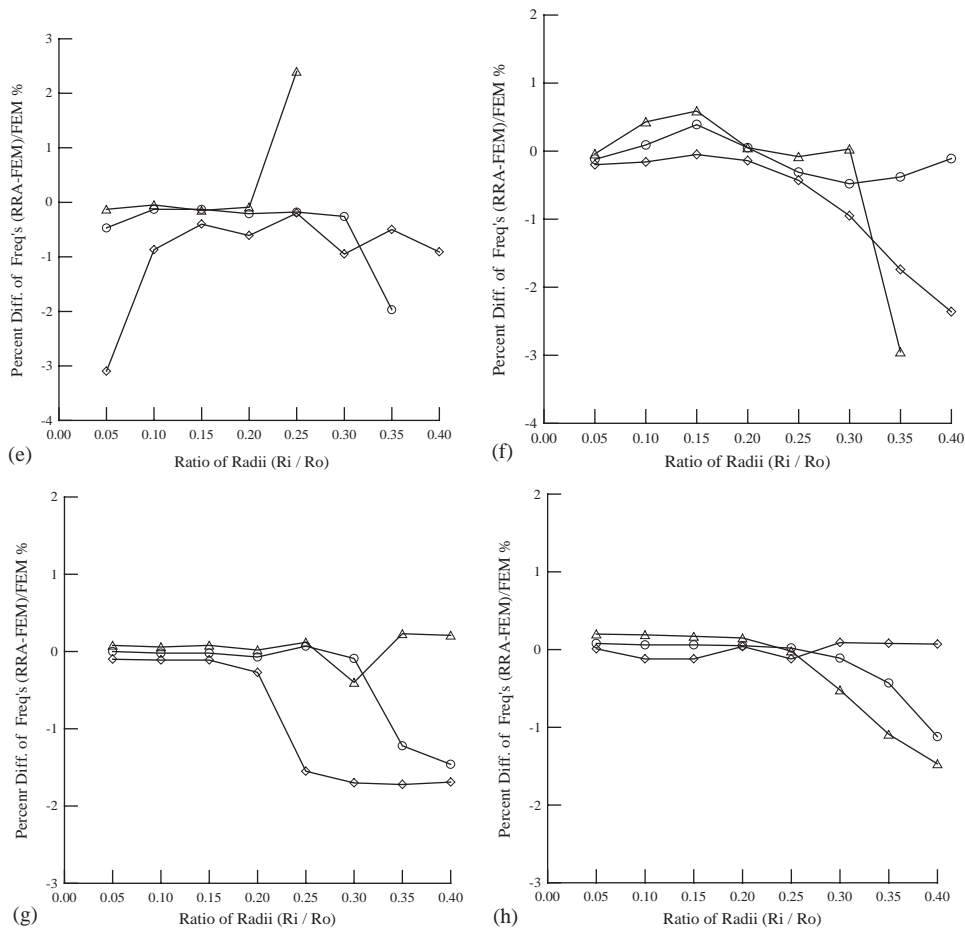 3
2
1
0
-1
-2
-3
-4
Percent Diff. of Freq's (RRA-FEM)/FEM %
0.00 0.05 0.10 0.15 0.20 0.25 0.30 0.35 0.40
Ratio of Radii (Ri / Ro)
(e)
2
1
0
-1
-2
-3
-4
Percent Diff. of Freq's (RRA-FEM)/FEM %
0.00 0.05 0.10 0.15 0.20 0.25 0.30 0.35 0.40
Ratio of Radii (Ri / Ro)
(f)
2
1
0
-1
-2
-3
Percenr Diff. of Freq's (RRA-FEM)/FEM %
0.00 0.05 0.10 0.15 0.20 0.25 0.30 0.35 0.40
Ratio of Radii (Ri / Ro)
(g)
2
1
0
-1
-2
-3
Percent Diff. of Freq's (RRA-FEM)/FEM %
0.00 0.05 0.10 0.15 0.20 0.25 0.30 0.35 0.40
Ratio of Radii (Ri / Ro)
(h)